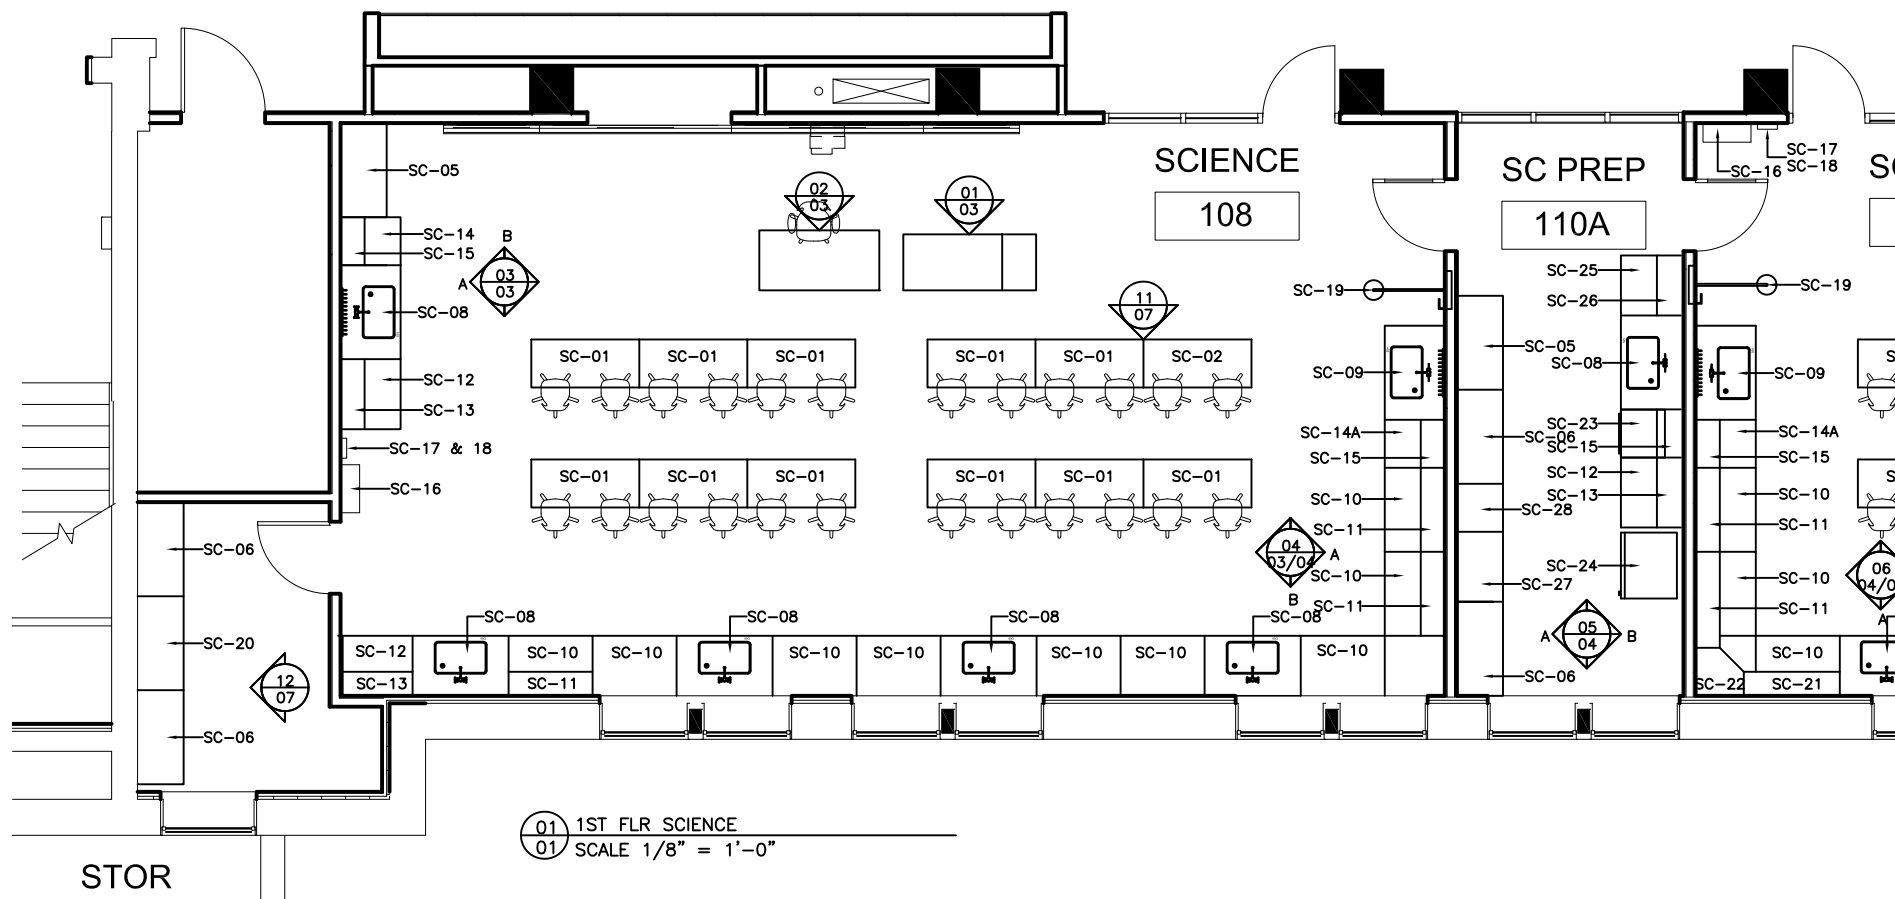 SCIENCE
108
SC PREP
110A
SC-17
SC-18
SC-16
SC-05
02
03
01
03
SC-14
SC-15
B
A
03
03
SC-08
SC-25
SC-26
SC-19
SC-19
11
07
SC-01
SC-01
SC-01
SC-01
SC-01
SC-02
SC-05
SC-08
SC-09
SC-09
SC-12
SC-13
SC-17 & 18
SC-16
SC-14A
SC-15
SC-23
SC-06
SC-15
SC-14A
SC-15
SC-01
SC-01
SC-01
SC-01
SC-01
SC-01
SC-12
SC-13
SC-28
SC-10
SC-11
SC-10
SC-11
SC-06
04
03/04
A
B
SC-10
SC-11
SC-24
SC-27
06
A
SC-10
SC-11
SC-08
SC-08
SC-08
SC-08
A
05
04
B
SC-20
SC-12
SC-13
SC-10
SC-11
SC-10
SC-10
SC-10
SC-10
SC-10
SC-10
SC-06
SC-10
SC-22
SC-21
12
07
SC-06
01
01
1ST FLR SCIENCE
SCALE 1/8" = 1'-0"
STOR